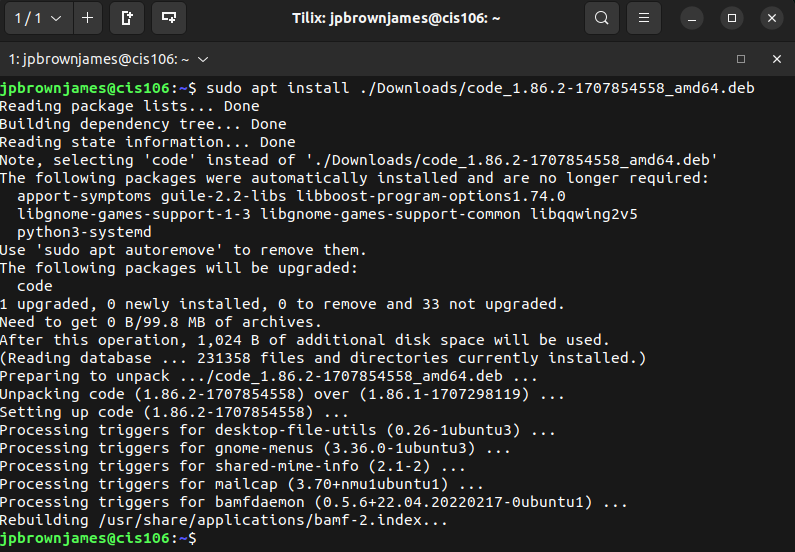 1 / 1
Tilix: jpbrownjames@cis106: ~
1: jpbrownjames@cis106: ~
jpbrownjames@cis106:~$ sudo apt install ./Downloads/code_1.86.2-1707854558_amd64.deb
Reading package lists... Done
Building dependency tree... Done
Reading state information... Done
Note, selecting 'code' instead of './Downloads/code_1.86.2-1707854558_amd64.deb'
The following packages were automatically installed and are no longer required:
  apport-symptoms guile-2.2-libs libboost-program-options1.74.0
  libgnome-games-support-1-3 libgnome-games-support-common libqqwing2v5
  python3-systemd
Use 'sudo apt autoremove' to remove them.
The following packages will be upgraded:
  code
1 upgraded, 0 newly installed, 0 to remove and 33 not upgraded.
Need to get 0 B/99.8 MB of archives.
After this operation, 1,024 B of additional disk space will be used.
(Reading database ... 231358 files and directories currently installed.)
Preparing to unpack .../code_1.86.2-1707854558_amd64.deb ...
Unpacking code (1.86.2-1707854558) over (1.86.1-1707298119) ...
Setting up code (1.86.2-1707854558) ...
Processing triggers for desktop-file-utils (0.26-1ubuntu3) ...
Processing triggers for gnome-menus (3.36.0-1ubuntu3) ...
Processing triggers for shared-mime-info (2.1-2) ...
Processing triggers for mailcap (3.70+nmu1ubuntu1) ...
Processing triggers for bamfdaemon (0.5.6+22.04.20220217-0ubuntu1) ...
Rebuilding /usr/share/applications/bamf-2.index...
jpbrownjames@cis106:~$